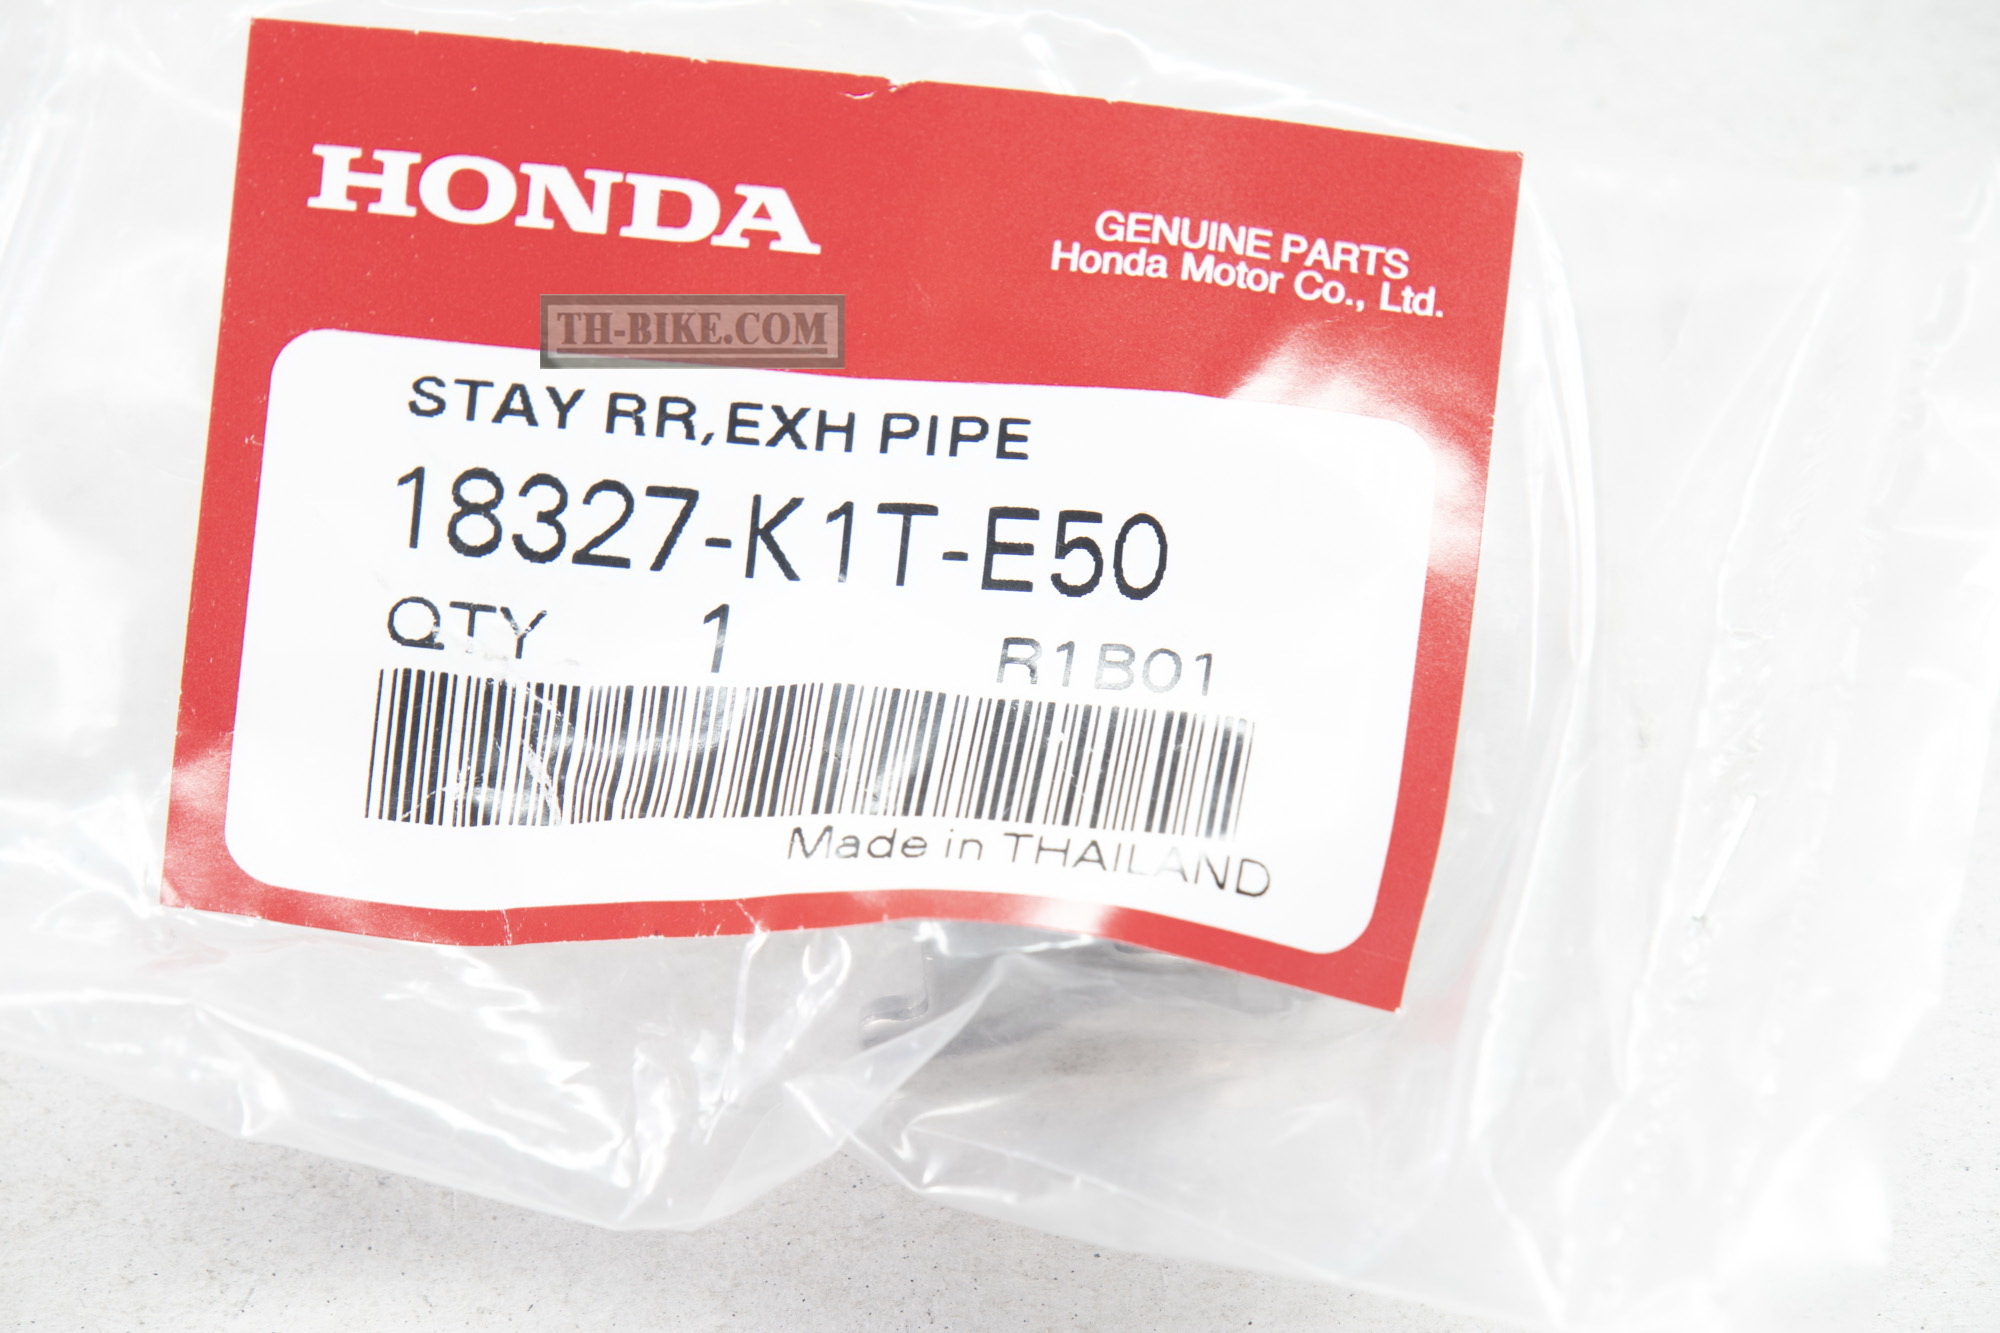 HONDA
GENUINE PARTS
Honda Motor Co., Ltd.
TH-BIKE.COM
STAY RR,EXH PIPE
18327-K1T-E50
QTY 1 R1B01
Made in THAILAND